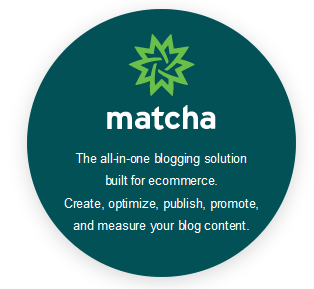 matcha
The all-in-one blogging solution
built for ecommerce.
Create, optimize, publish, promote,
and measure your blog content.